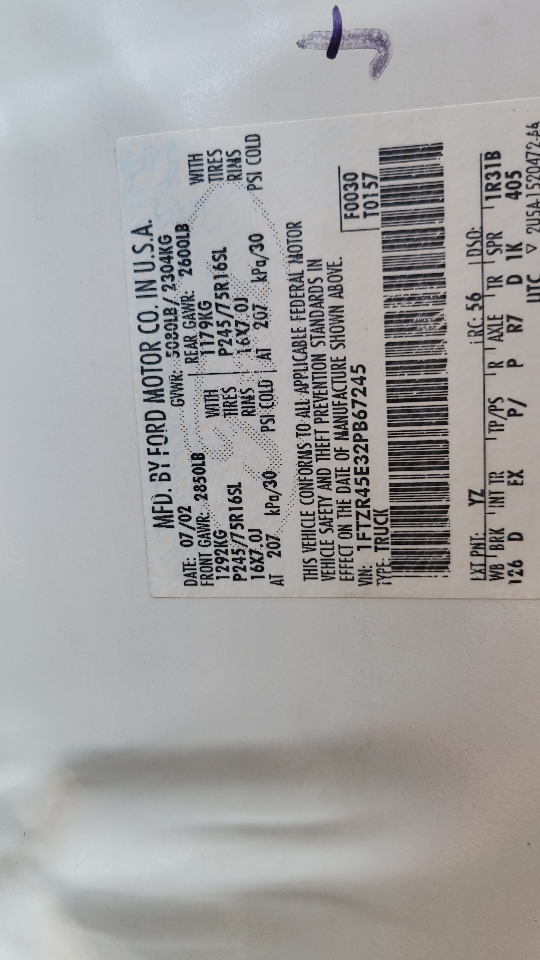 MFD. BY FORD MOTOR CO. IN U.S.A.
DATE: 07/02 GVWR: 5080LB/ 2304KG
FRONT GAWR: 2850LB REAR GAWR: 2600LB
1292KG WITH 1179KG WITH
P245/75R16SL TIRES P245/75R16SL TIRES
16X7.0J RIMS 16X7.0J RIMS
AT 207 kPa/30 PSI COLD AT 207 kPa/30 PSI COLD
THIS VEHICLE CONFORMS TO ALL APPLICABLE FEDERAL MOTOR
VEHICLE SAFETY AND THEFT PREVENTION STANDARDS IN
EFFECT ON THE DATE OF MANUFACTURE SHOWN ABOVE.
VIN: 1FTZR45E32PB67245 F0030
TYPE: TRUCK T0157
EXT PNT: YZ RC: 56 DSO:
WB BRK INT TR TP/PS R AXLE TR SPR 1R31B
126 D EX P/ P R7 D 1K 405
UTC ▽ 2U5A-1520472-AA